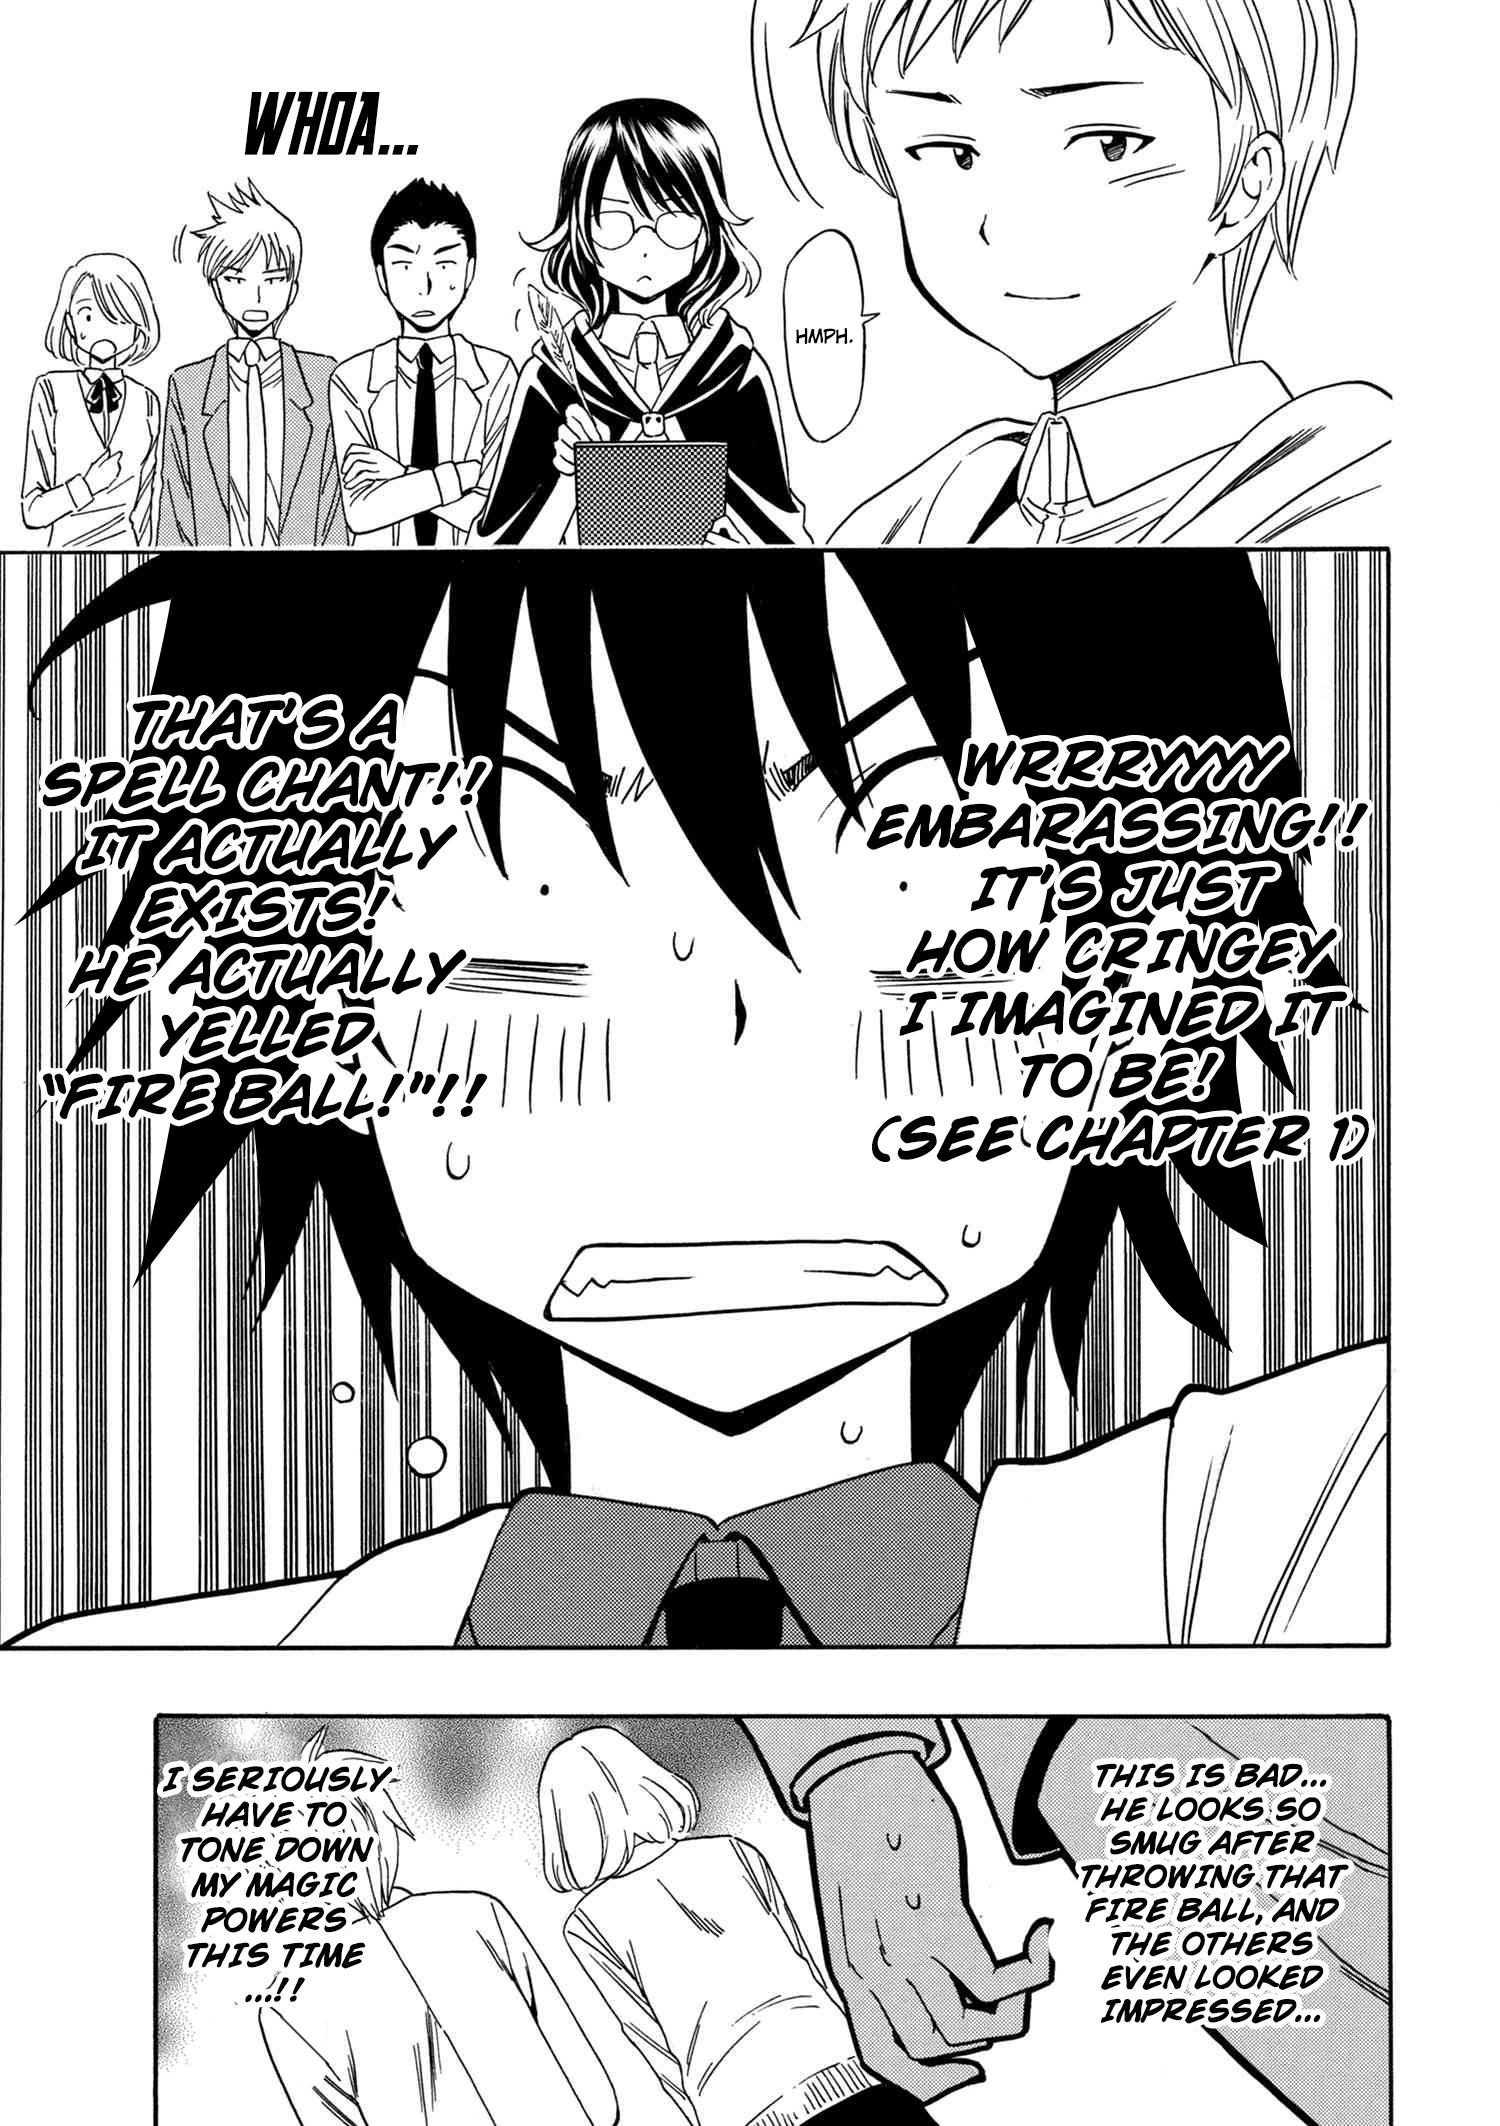 WHOA...
HMPH.
WRRRYYYY
EMBARASSING!!
IT'S JUST
HOW CRINGEY
I IMAGINED IT
TO BE!
(SEE CHAPTER 1)
THAT'S A
SPELL CHANT!!
IT ACTUALLY
EXISTS!
HE ACTUALLY
YELLED
"FIRE BALL!"!!
THIS IS BAD...
HE LOOKS SO
SMUG AFTER
THROWING THAT
FIRE BALL, AND
THE OTHERS
EVEN LOOKED
IMPRESSED...
I SERIOUSLY
HAVE TO
TONE DOWN
MY MAGIC
POWERS
THIS TIME
...!!